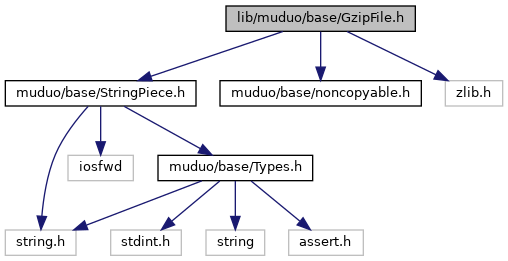 lib/muduo/base/GzipFile.h
muduo/base/StringPiece.h
muduo/base/noncopyable.h
zlib.h
iosfwd
muduo/base/Types.h
string.h
stdint.h
string
assert.h